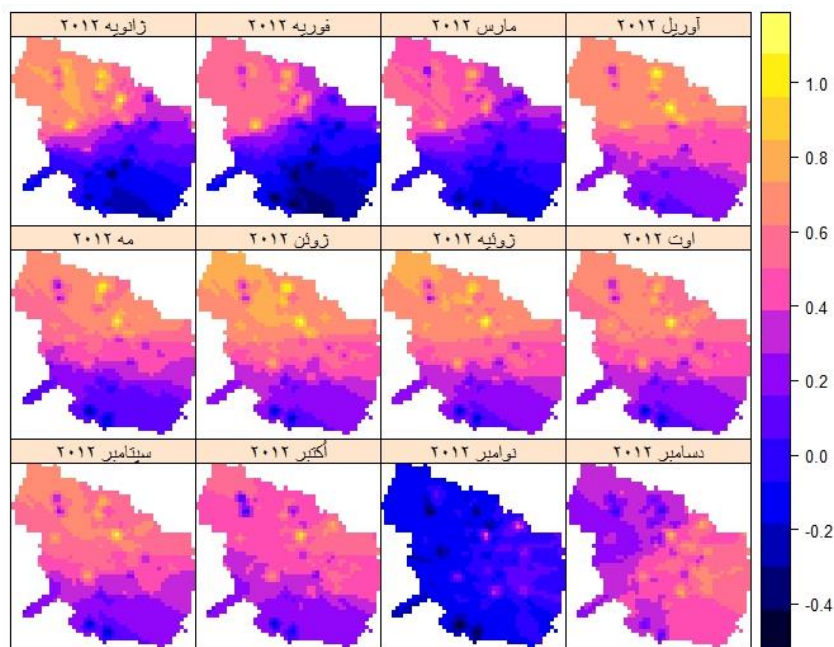 ژانویه ۲۰۱۲
فوریه ۲۰۱۲
مارس ۲۰۱۲
آوریل ۲۰۱۲
مه ۲۰۱۲
ژوئن ۲۰۱۲
ژوئیه ۲۰۱۲
اوت ۲۰۱۲
سپتامبر ۲۰۱۲
اُکتبر ۲۰۱۲
نوامبر ۲۰۱۲
دسامبر ۲۰۱۲
1.0
0.8
0.6
0.4
0.2
0.0
-0.2
-0.4